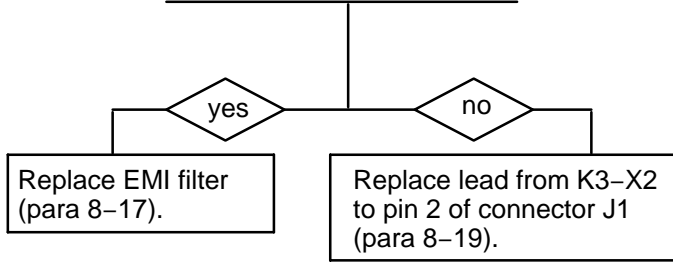 yes
no
Replace EMI filter
(para 8−17).
Replace lead from K3−X2
to pin 2 of connector J1
(para 8−19).